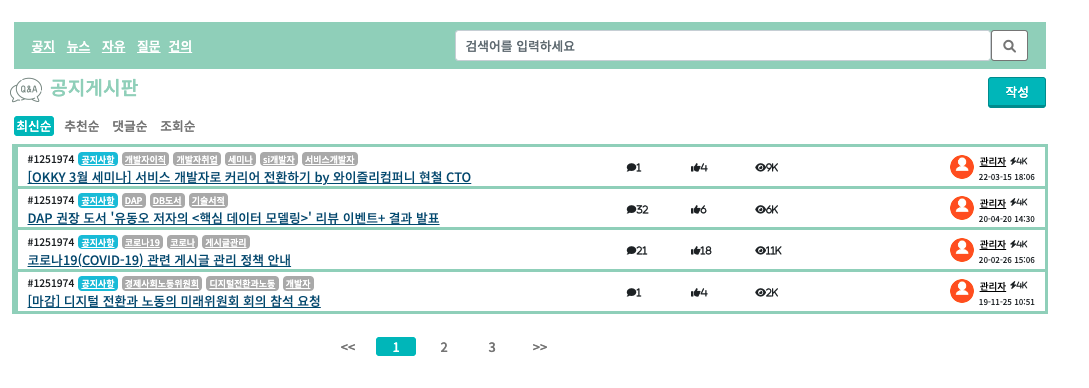 공지 뉴스 자유 질문 건의 검색어를 입력하세요
Q&A 공지게시판 작성
최신순 추천순 댓글순 조회순
#1251974 공지사항 개발자이직 개발자취업 세미나 si개발자 서비스개발자
[OKKY 3월 세미나] 서비스 개발자로 커리어 전환하기 by 와이즐리컴퍼니 현철 CTO
1 4 9K
관리자 4K
22-03-15 18:06
#1251974 공지사항 DAP DB도서 기술서적
DAP 권장 도서 '유동오 저자의 <핵심 데이터 모델링>' 리뷰 이벤트+ 결과 발표
32 6 6K
관리자 4K
20-04-20 14:30
#1251974 공지사항 코로나19 코로나 게시글관리
코로나19(COVID-19) 관련 게시글 관리 정책 안내
21 18 11K
관리자 4K
20-02-26 15:06
#1251974 공지사항 경제사회노동위원회 디지털전환과노동 개발자
[마감] 디지털 전환과 노동의 미래위원회 회의 참석 요청
1 4 2K
관리자 4K
19-11-25 10:51
<< 1 2 3 >>